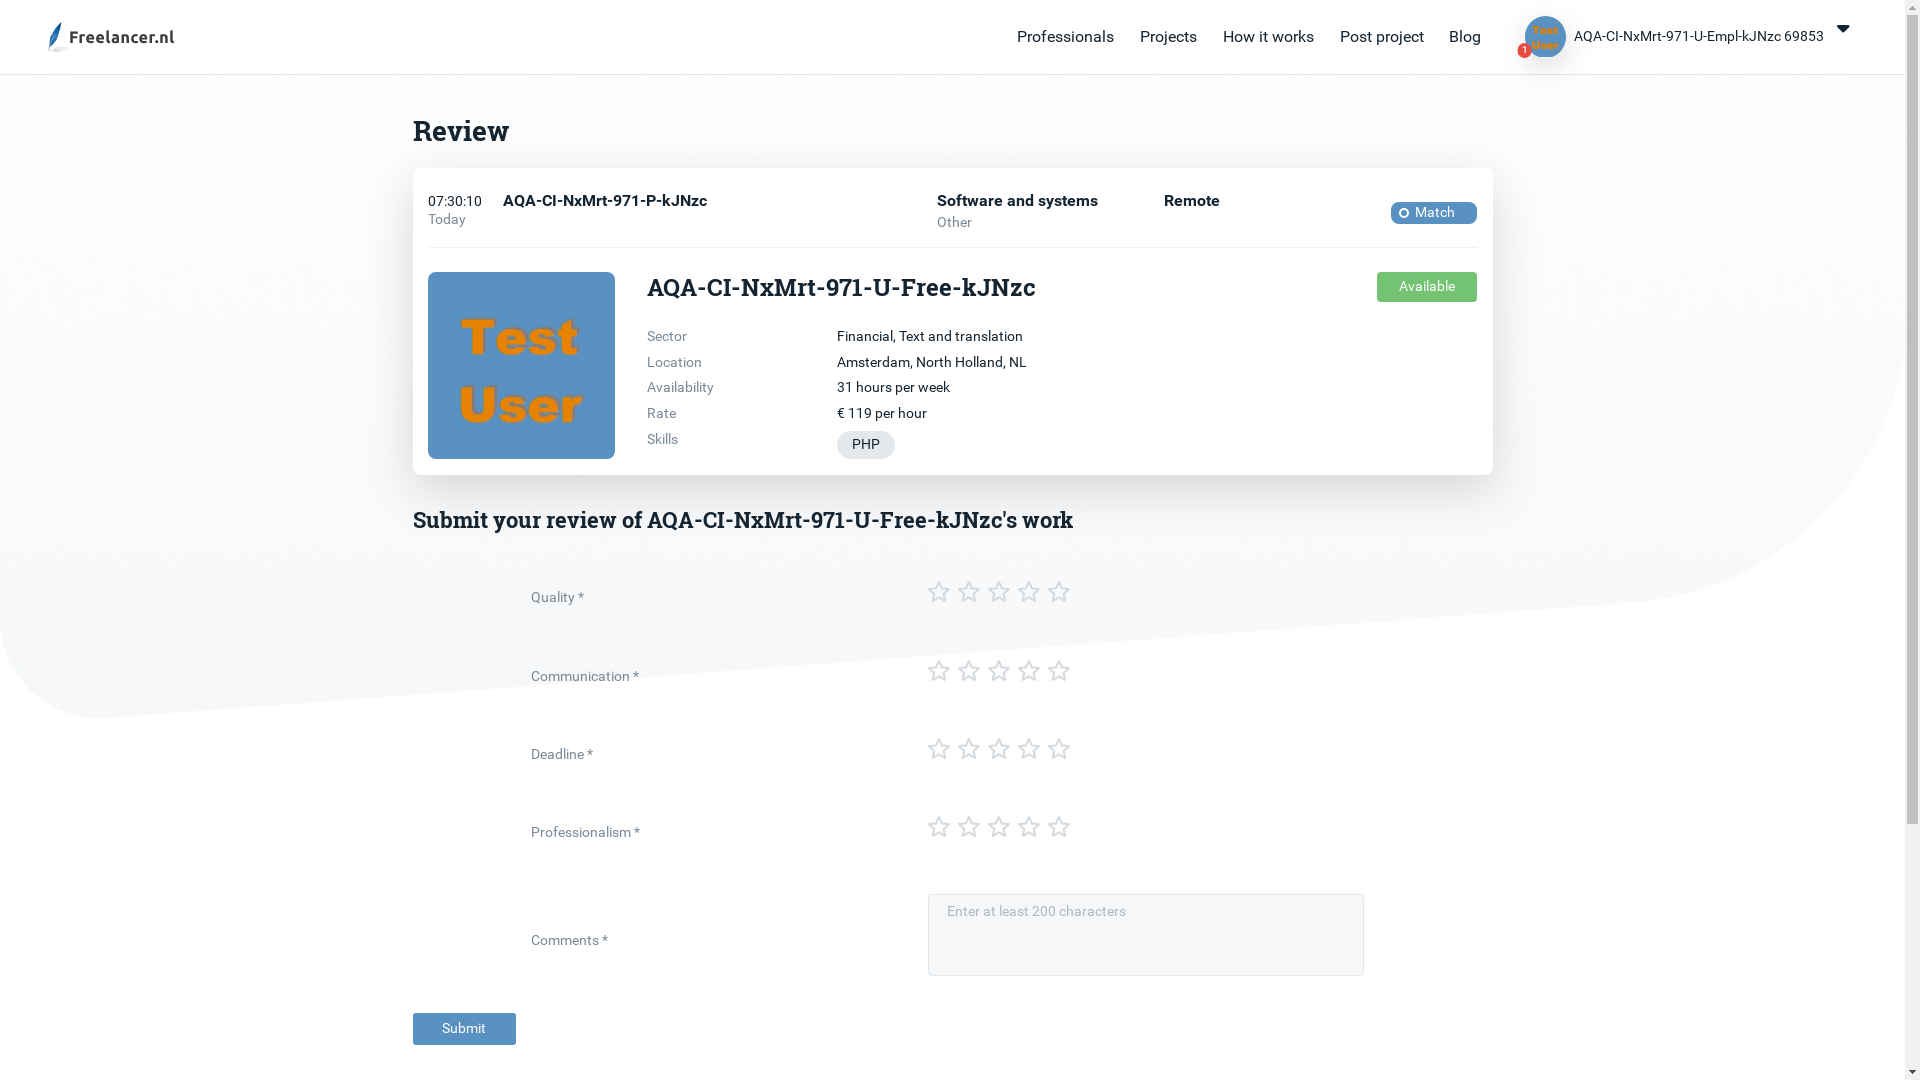 Freelancer.nl
Professionals Projects How it works Post project Blog
Test User
1
AQA-CI-NxMrt-971-U-Empl-kJNzc 69853
Review
07:30:10 AQA-CI-NxMrt-971-P-kJNzc Software and systems Remote
Today Other Match
Test
User
AQA-CI-NxMrt-971-U-Free-kJNzc Available
Sector Financial, Text and translation
Location Amsterdam, North Holland, NL
Availability 31 hours per week
Rate € 119 per hour
Skills PHP
Submit your review of AQA-CI-NxMrt-971-U-Free-kJNzc's work
Quality *
Communication *
Deadline *
Professionalism *
Enter at least 200 characters
Comments *
Submit